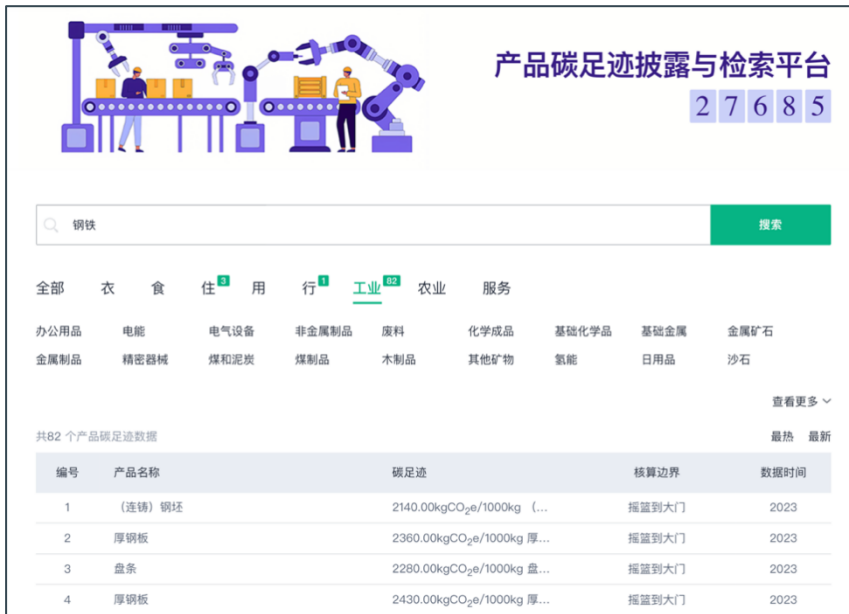 产品碳足迹披露与检索平台
27685
钢铁 搜索
全部 衣 食 住 3 用 行 1 工业 82 农业 服务
办公用品 电能 电气设备 非金属制品 废料 化学成品 基础化学品 基础金属 金属矿石
金属制品 精密器械 煤和泥炭 煤制品 木制品 其他矿物 氢能 日用品 沙石
查看更多
共82 个产品碳足迹数据 最热 最新
编号 产品名称 碳足迹 核算边界 数据时间
1 （连铸）钢坯 2140.00kgCO₂e/1000kg （... 摇篮到大门 2023
2 厚钢板 2360.00kgCO₂e/1000kg 厚... 摇篮到大门 2023
3 盘条 2280.00kgCO₂e/1000kg 盘... 摇篮到大门 2023
4 厚钢板 2430.00kgCO₂e/1000kg 厚... 摇篮到大门 2023